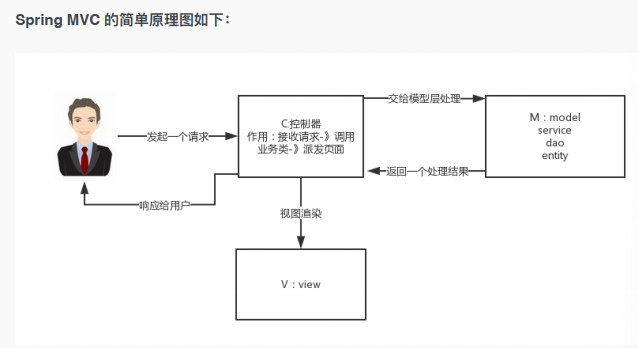 Spring MVC 的简单原理图如下：
发起一个请求
C:控制器
作用：接收请求-》调用
业务类-》派发页面
交给模型层处理
M：model
service
dao
entity
返回一个处理结果
响应给用户
视图渲染
V：view